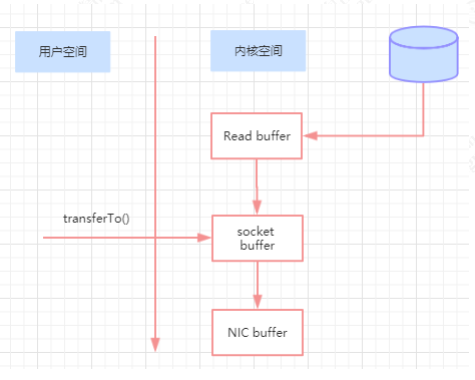 用户空间
内核空间
Read buffer
transferTo()
socket
buffer
NIC buffer